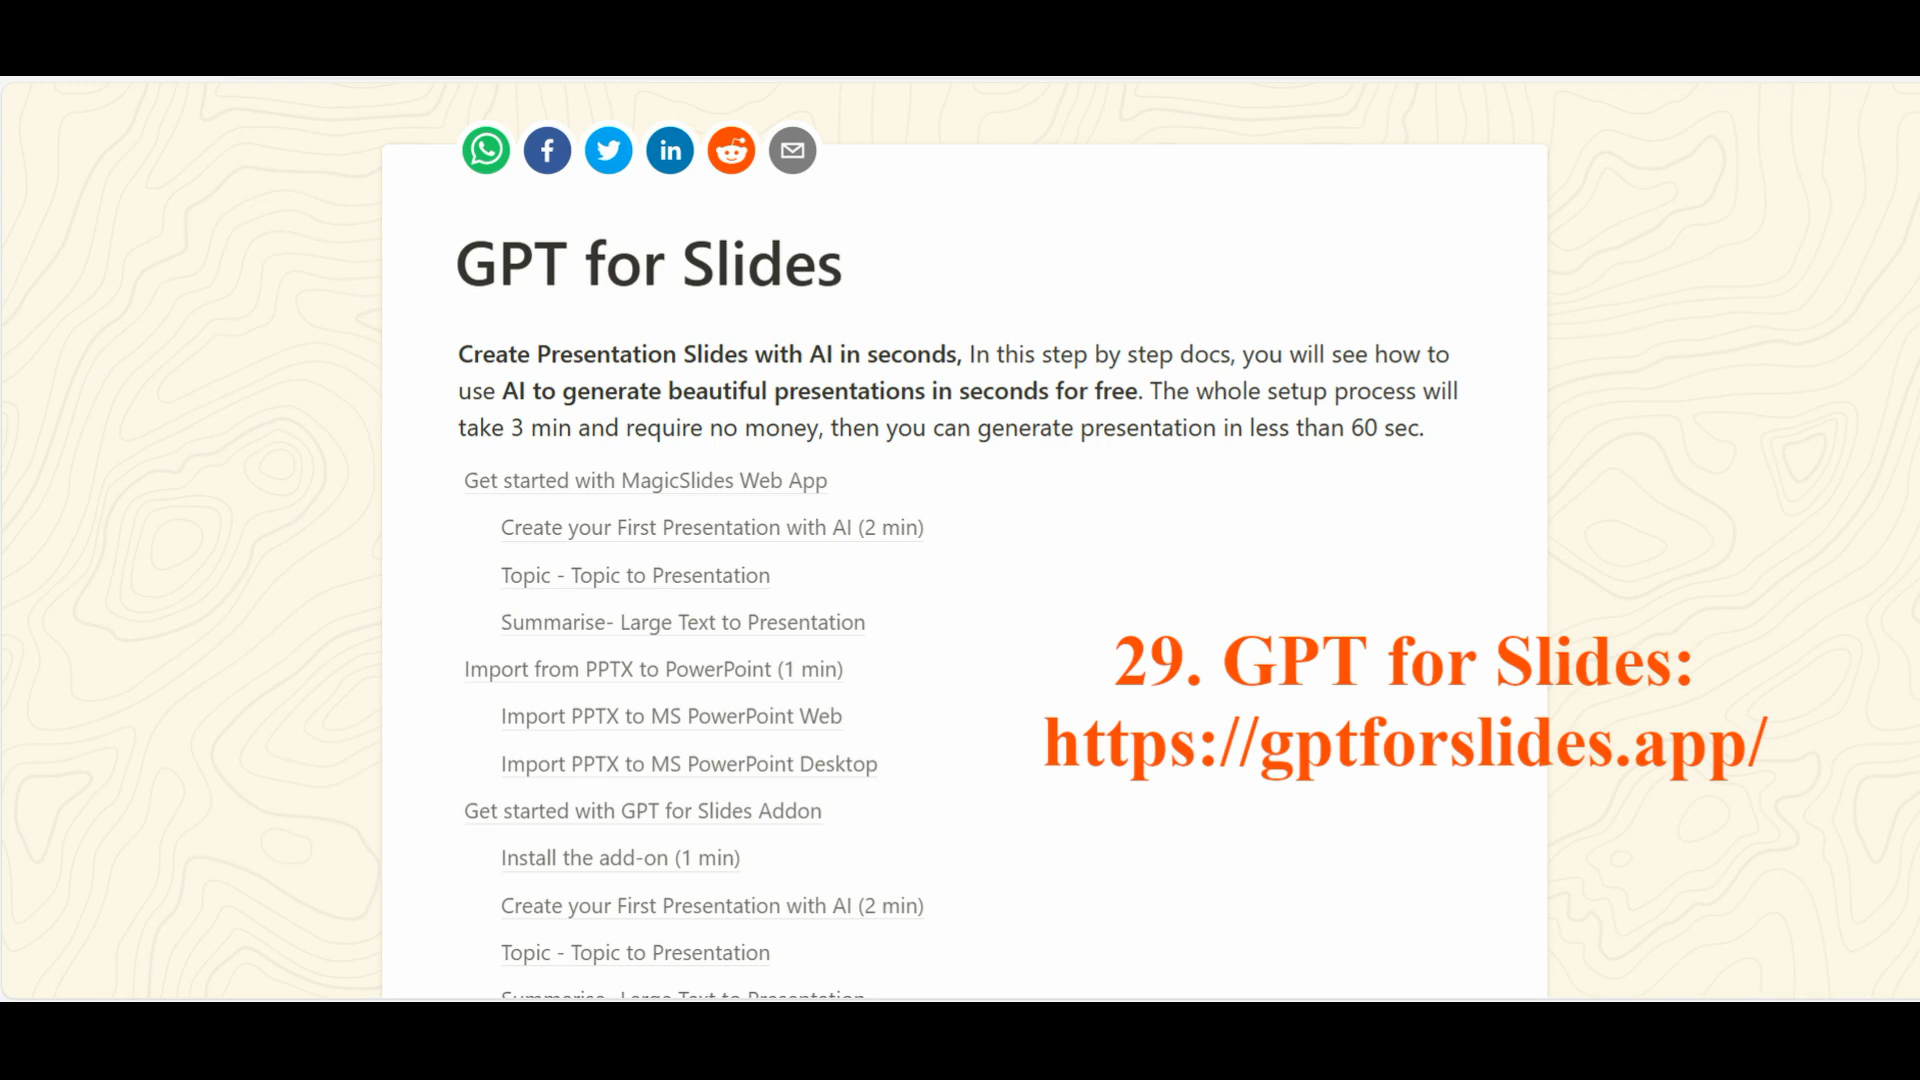 GPT for Slides
Create Presentation Slides with AI in seconds, In this step by step docs, you will see how to
use AI to generate beautiful presentations in seconds for free. The whole setup process will
take 3 min and require no money, then you can generate presentation in less than 60 sec.
Get started with MagicSlides Web App
Create your First Presentation with AI (2 min)
Topic - Topic to Presentation
Summarise- Large Text to Presentation
Import from PPTX to PowerPoint (1 min)
Import PPTX to MS PowerPoint Web
Import PPTX to MS PowerPoint Desktop
Get started with GPT for Slides Addon
Install the add-on (1 min)
Create your First Presentation with AI (2 min)
Topic - Topic to Presentation
Summarise- Large Text to Presentation
29. GPT for Slides:
https://gptforslides.app/